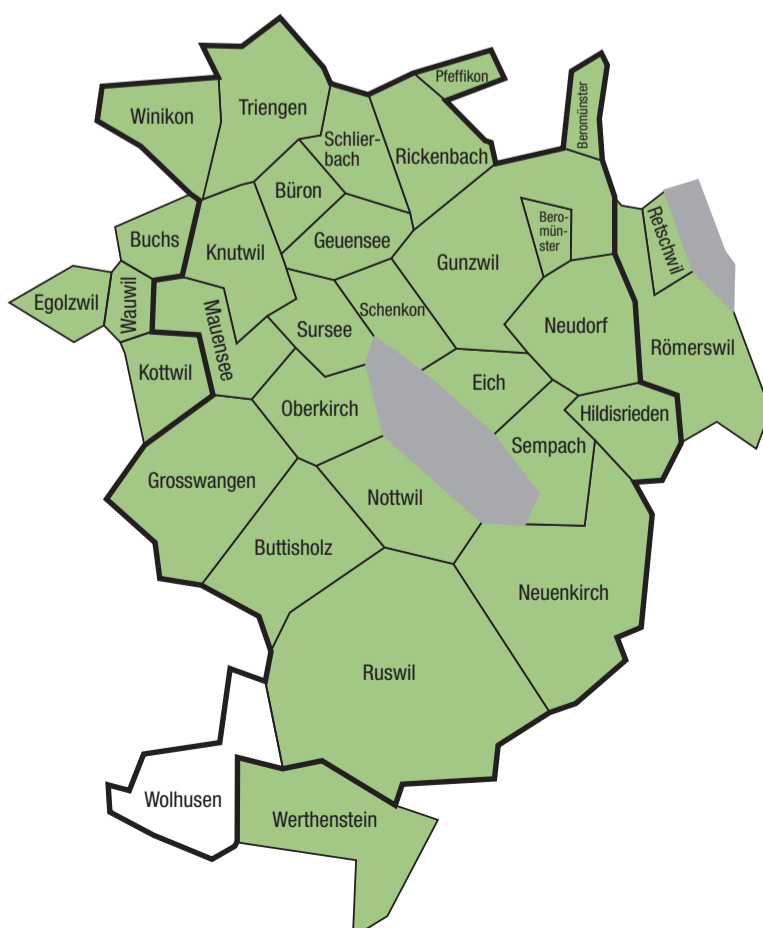 Pfeffikon
Beromünster
Triengen
Winikon
Schlier-
bach
Rickenbach
Büron
Retschwil
Bero-
mün-
ster
Buchs
Knutwil
Geuensee
Gunzwil
Egolzwil
Wauwil
Mauensee
Schenkon
Sursee
Neudorf
Römerswil
Kottwil
Eich
Oberkirch
Hildisrieden
Sempach
Grosswangen
Nottwil
Buttisholz
Neuenkirch
Ruswil
Wolhusen
Werthenstein